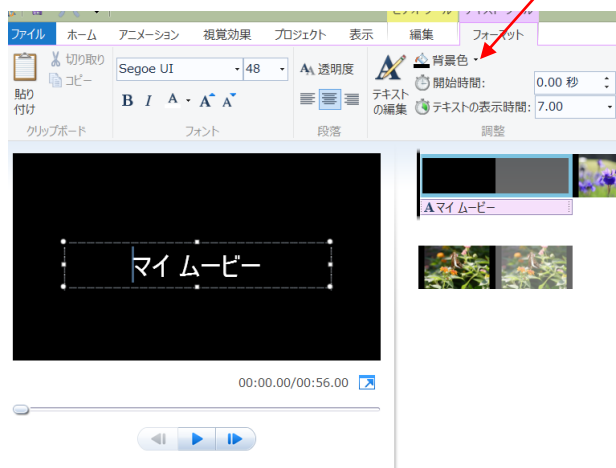 ファイル ホーム アニメーション 視覚効果 プロジェクト 表示 編集 フォーマット
貼り付け
切り取り
コピー
クリップボード
Segoe UI 48
B I A A A
フォント
透明度
段落
テキストの編集
背景色
開始時間: 0.00 秒
テキストの表示時間: 7.00
調整
マイ ムービー
A マイ ムービー
00:00.00/00:56.00